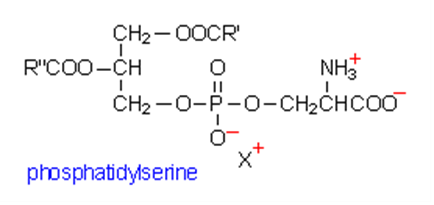 CH₂—OOCR'
R"COO—CH O NH₃⁺
CH₂—O—P—O—CH₂CHCOO⁻
O⁻ X⁺
phosphatidylserine